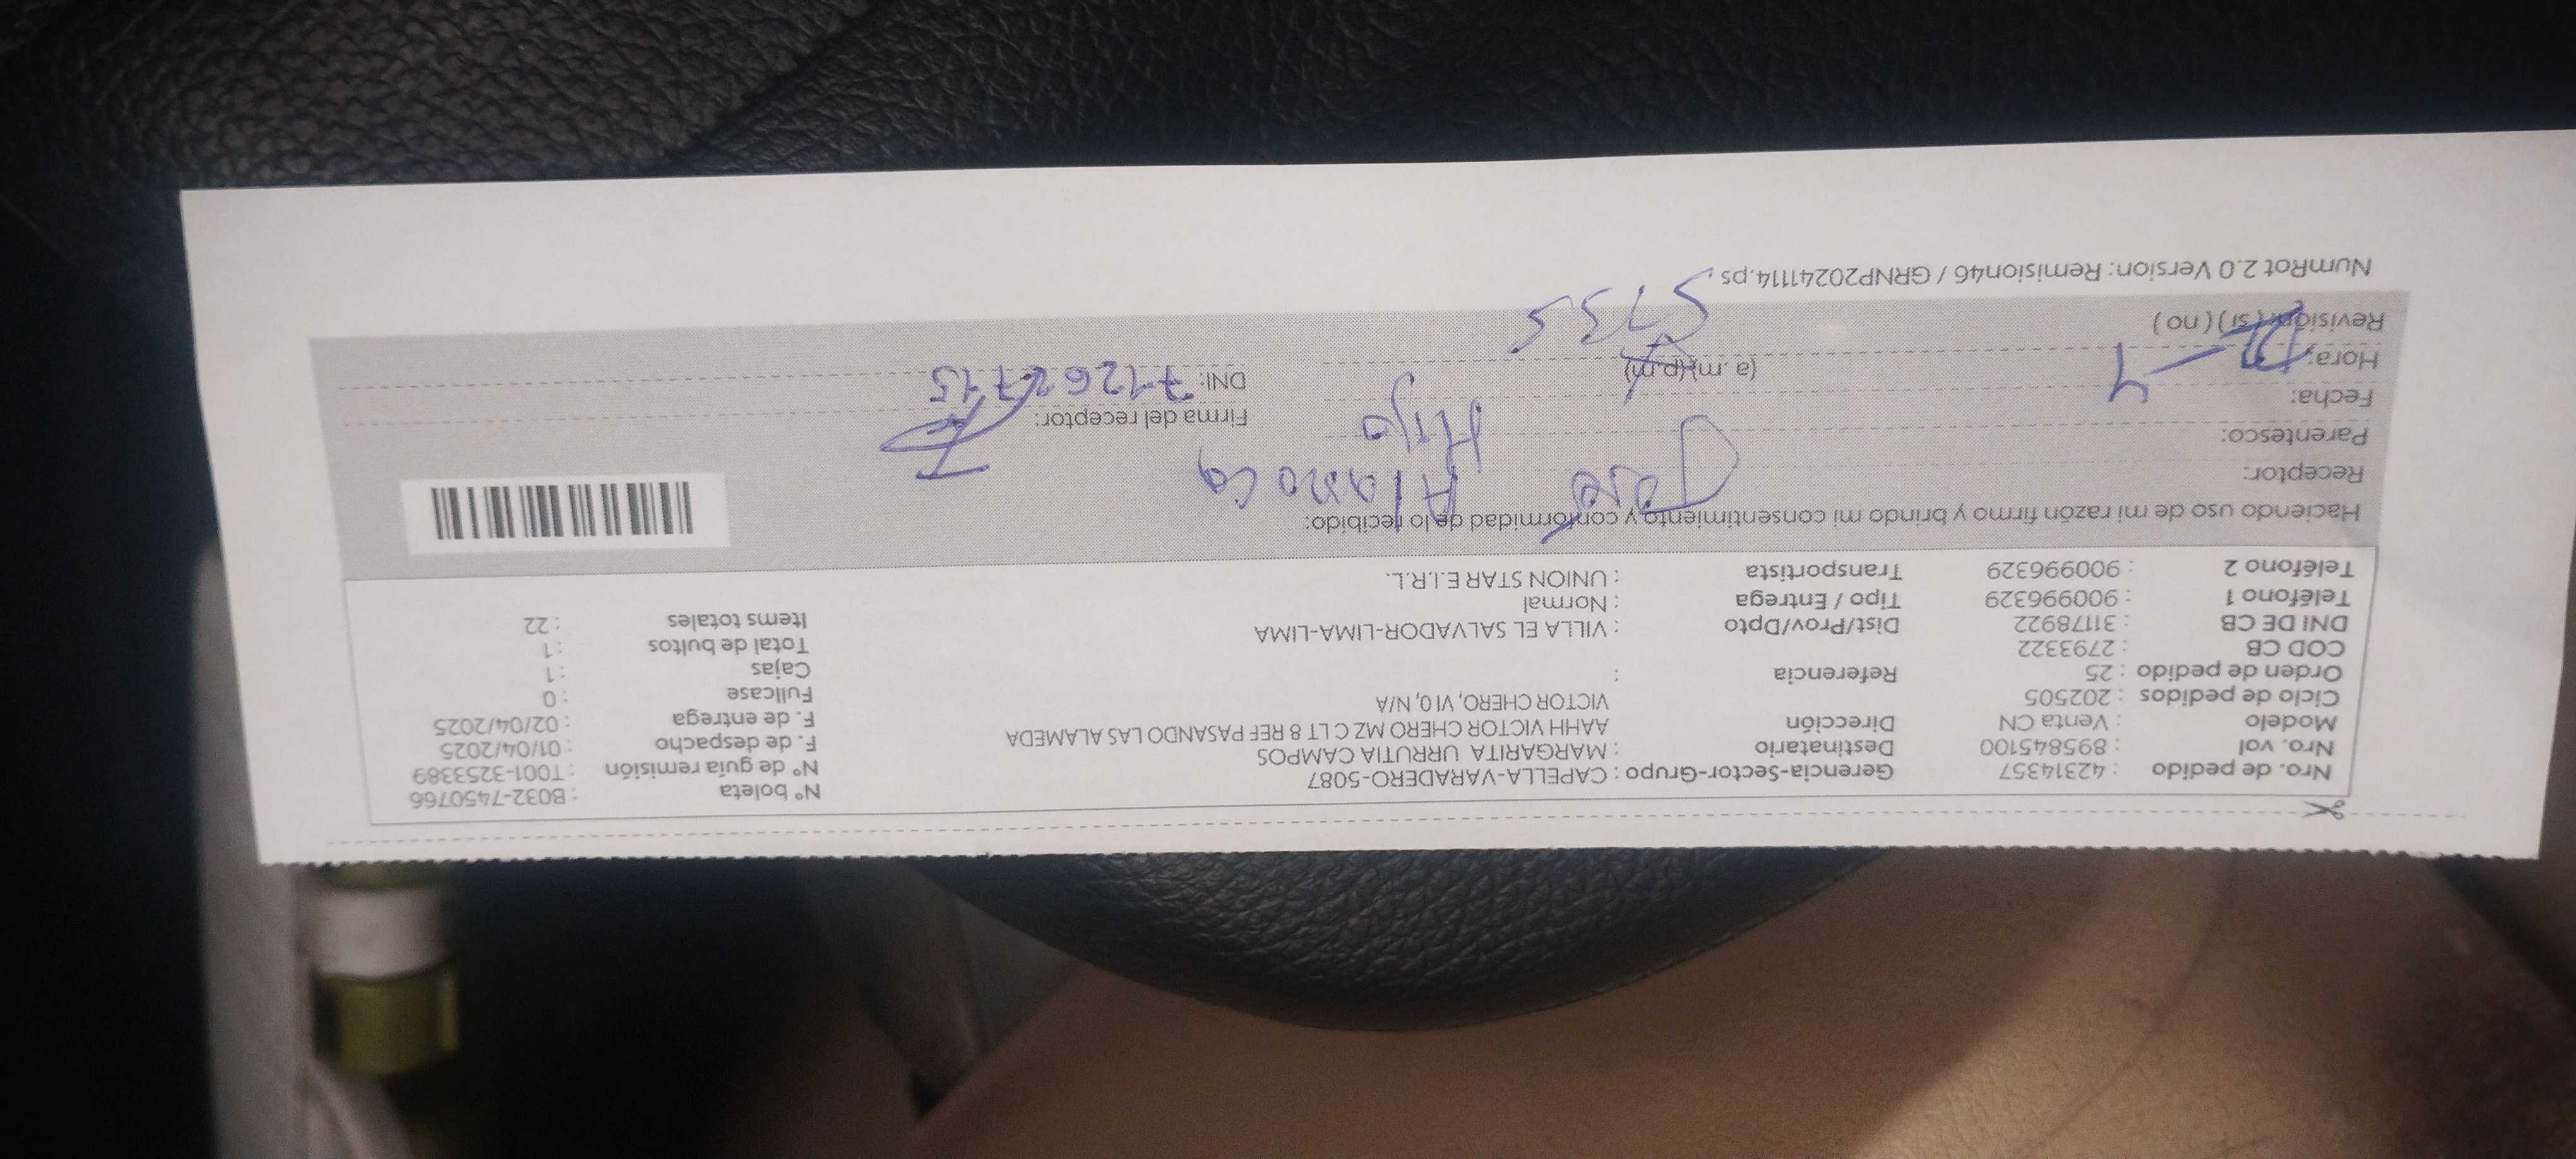 Nro. de pedido : 42314357 Gerencia-Sector-Grupo : CAPELLA-VARADERO-5087 N° boleta : B032-7450766
Nro. vol : 895845100 Destinatario : MARGARITA URRUTIA CAMPOS N° de guía remisión : T001-3253389
Modelo : Venta CN Dirección AAHH VICTOR CHERO MZ C LT 8 REF PASANDO LAS ALAMEDA F. de despacho : 01/04/2025
Ciclo de pedidos : 202505 VICTOR CHERO, VI 0, N/A F. de entrega : 02/04/2025
Orden de pedido : 25 Referencia : Fullcase : 0
COD CB : 2793322 Cajas : 1
DNI DE CB : 31178922 Dist/Prov/Dpto : VILLA EL SALVADOR-LIMA-LIMA Total de bultos : 1
Teléfono 1 : 900996329 Tipo / Entrega : Normal Items totales : 22
Teléfono 2 : 900996329 Transportista : UNION STAR E.I.R.L.
Haciendo uso de mi razón firmo y brindo mi consentimiento y conformidad de lo recibido:
Receptor: Jose
Parentesco: Hijo
Fecha: Firma del receptor:
Hora: (a. m) (p. m) DNI:
Revisión: (si) (no)
NumRot 2.0 Version: Remision46 / GRNP20241114.ps